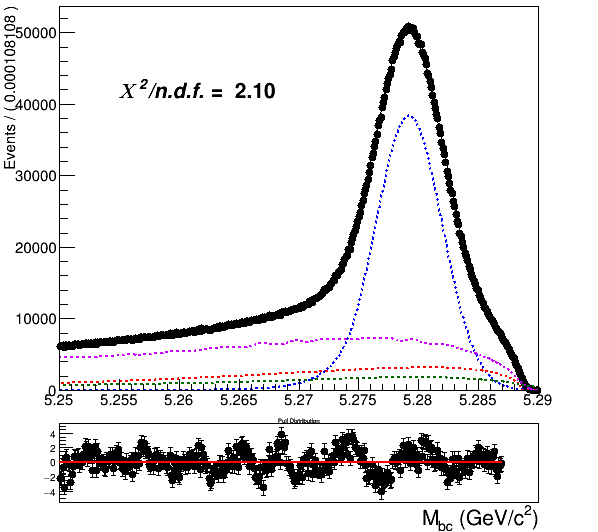 Events / ( 0.000108108 )
50000
40000
30000
20000
10000
0
Χ²/n.d.f. = 2.10
5.25 5.255 5.26 5.265 5.27 5.275 5.28 5.285 5.29
Pull Distribution
4
2
0
−2
−4
M_bc (GeV/c²)